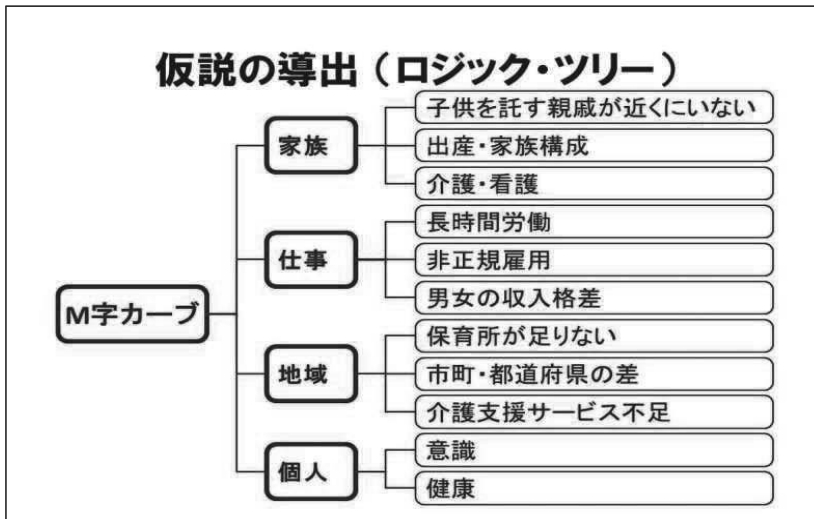 仮説の導出（ロジック・ツリー）
M字カーブ
家族
子供を託す親戚が近くにいない
出産・家族構成
介護・看護
仕事
長時間労働
非正規雇用
男女の収入格差
地域
保育所が足りない
市町・都道府県の差
介護支援サービス不足
個人
意識
健康